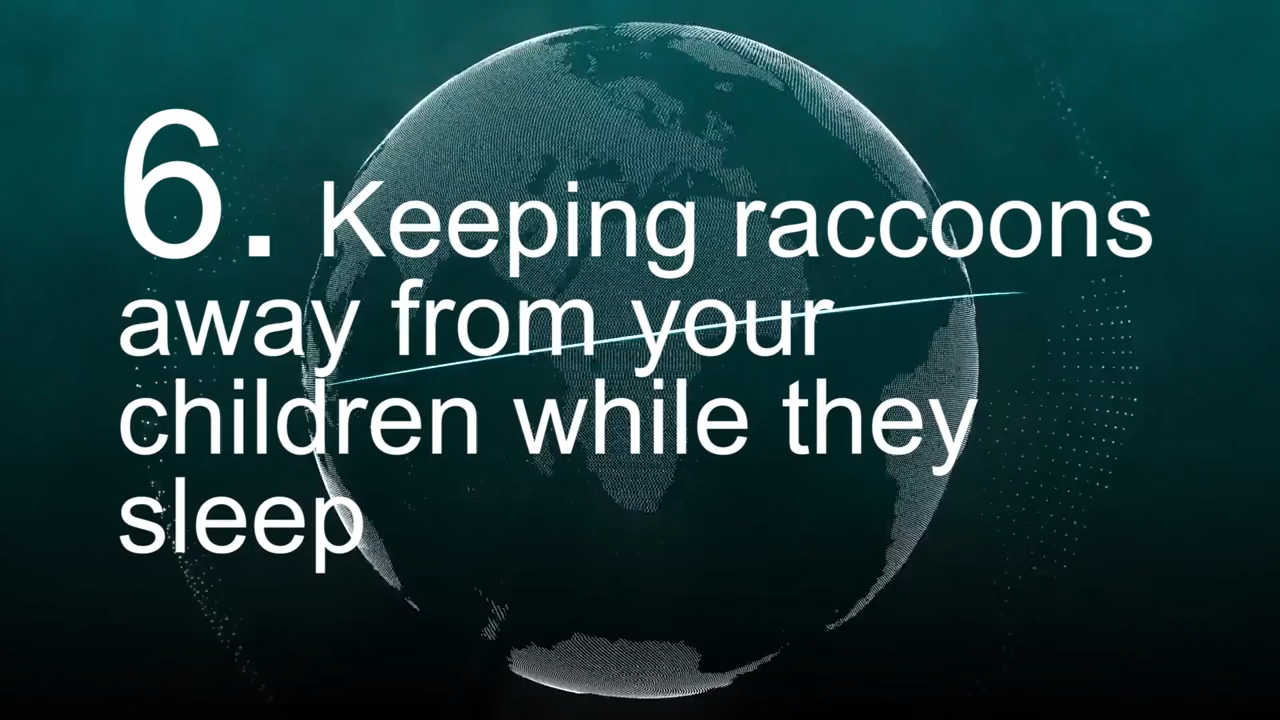 6. Keeping raccoons
away from your
children while they
sleep